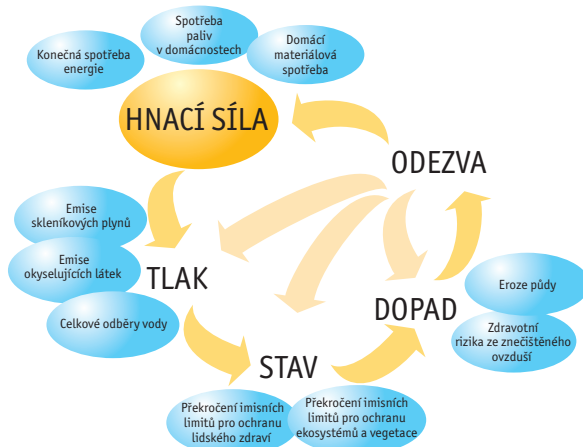 Spotřeba
paliv
v domácnostech
Konečná spotřeba
energie
Domácí
materiálová
spotřeba
HNACÍ SÍLA
ODEZVA
Emise
skleníkových plynů
Emise
okyselujících látek
TLAK
Celkové odběry vody
Eroze půdy
DOPAD
Zdravotní
rizika ze znečištěného
ovzduší
STAV
Překročení imisních
limitů pro ochranu
lidského zdraví
Překročení imisních
limitů pro ochranu
ekosystémů a vegetace